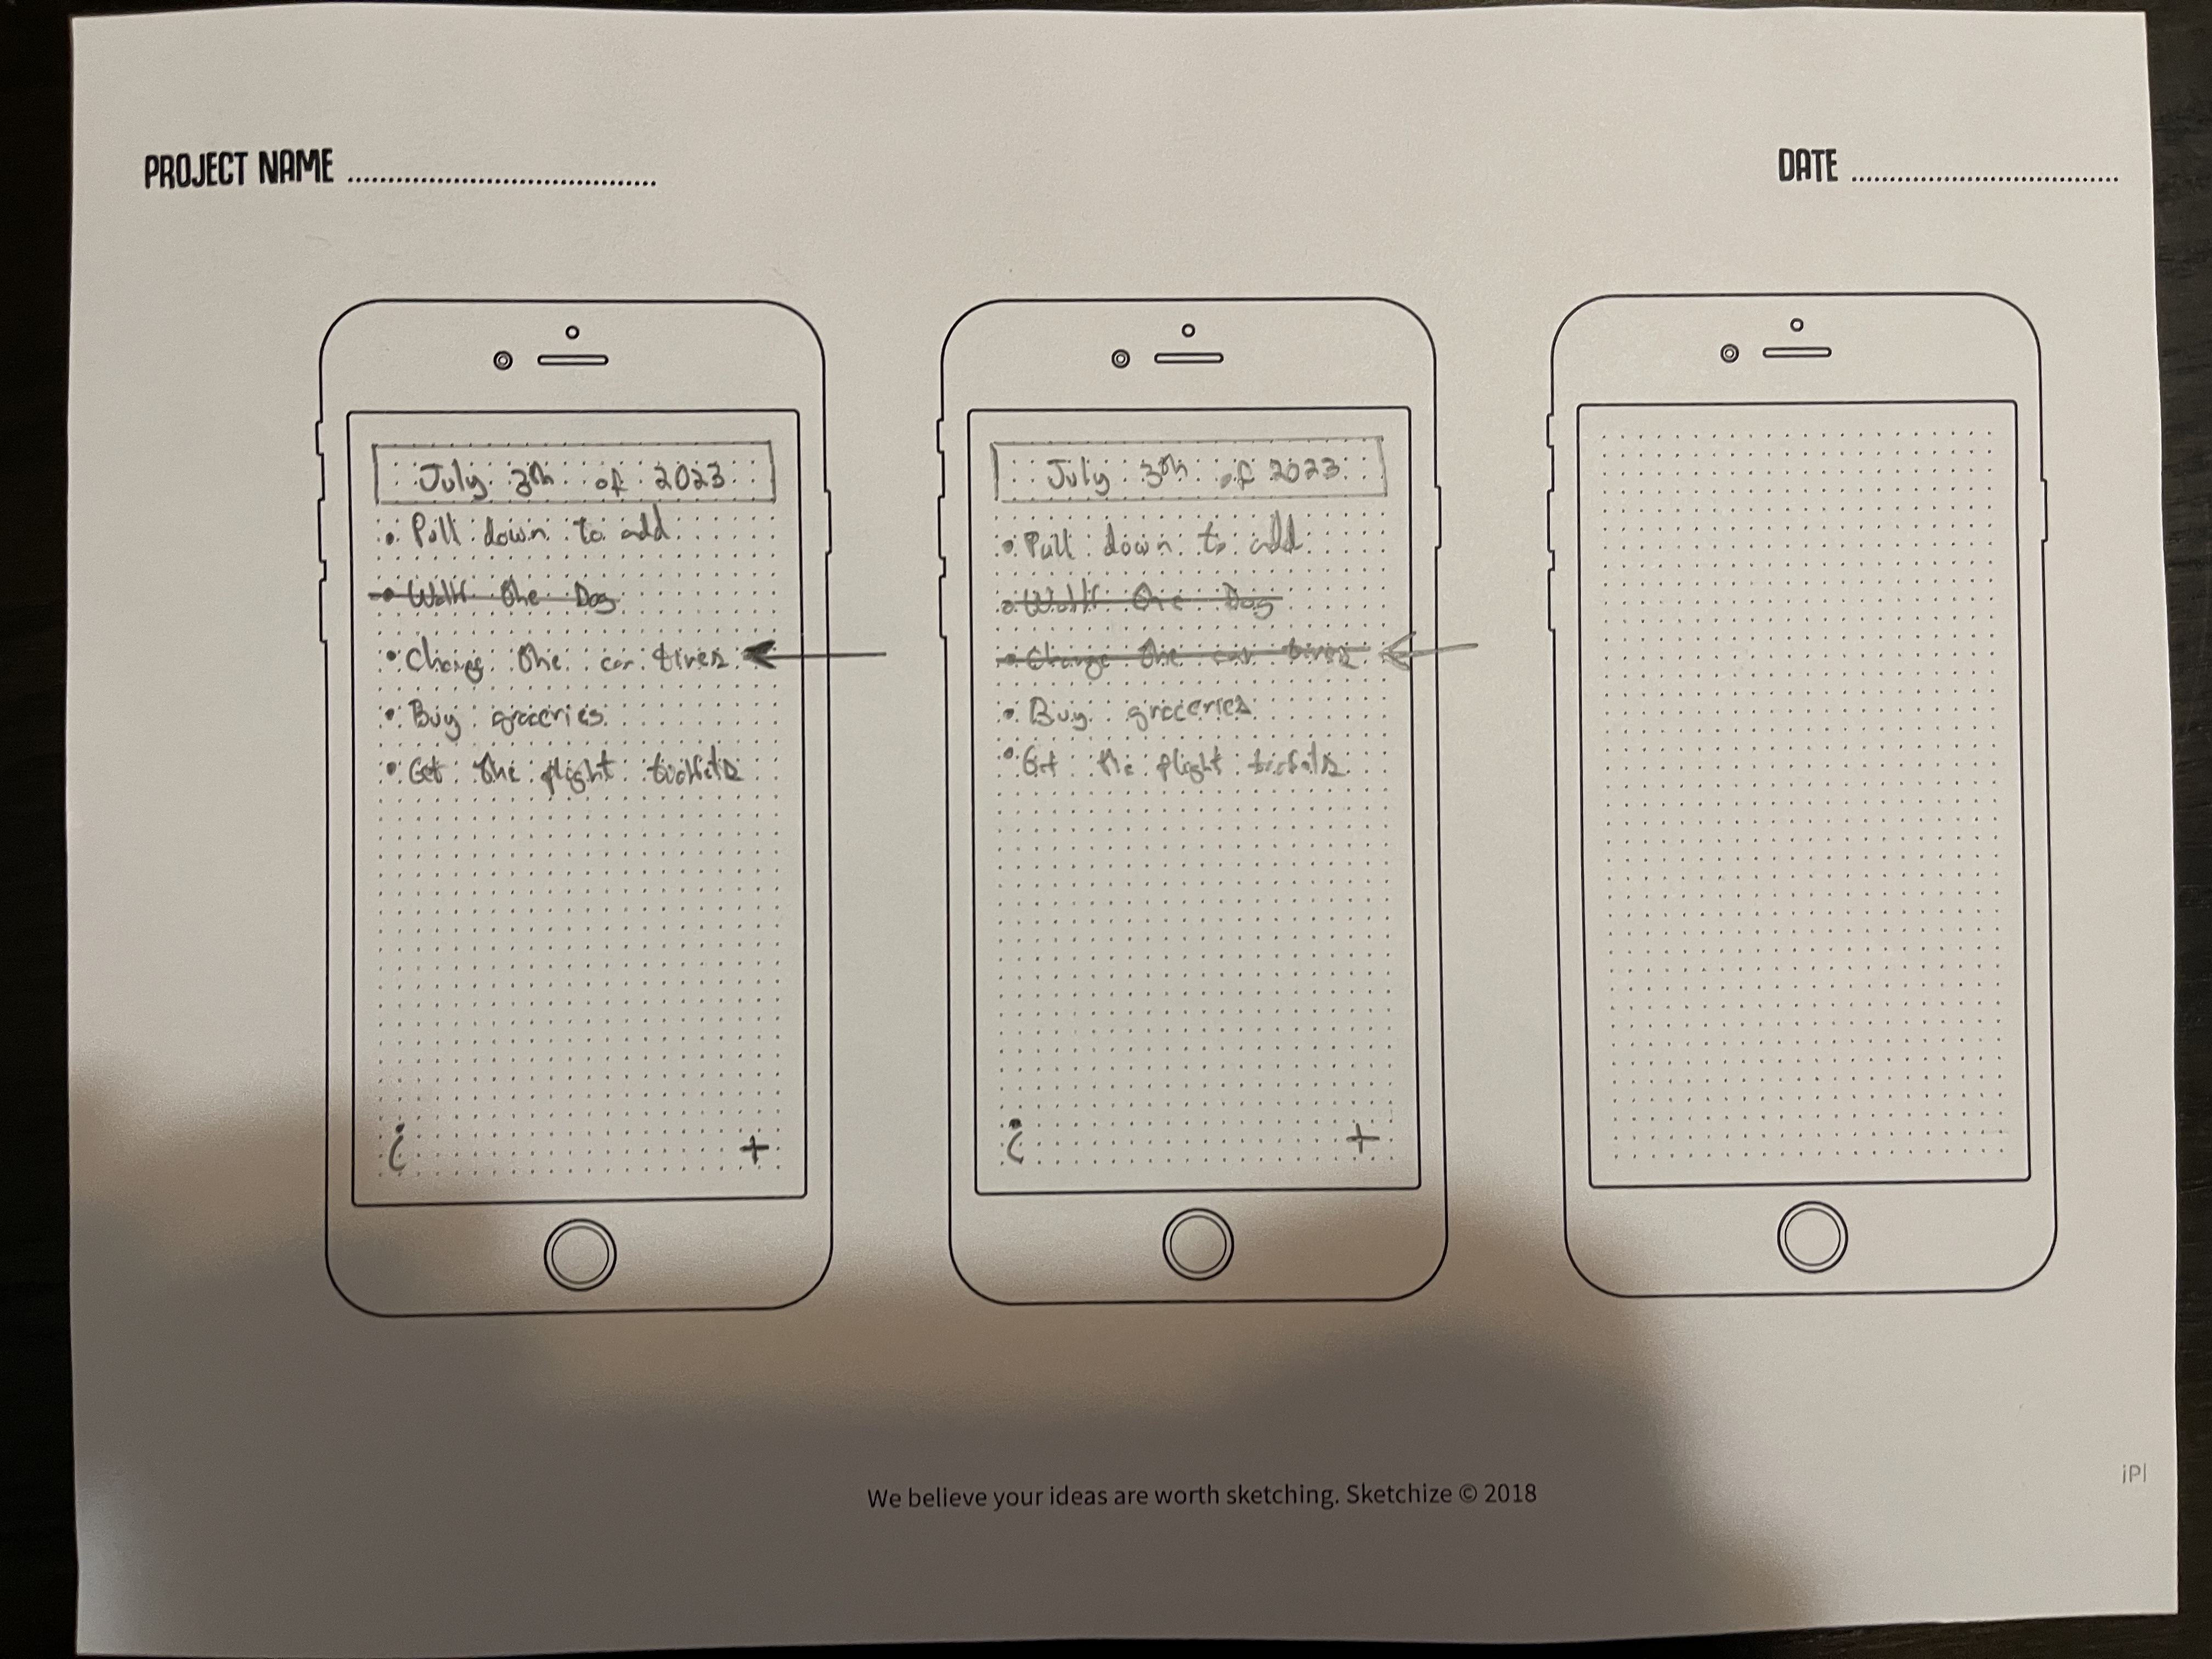 PROJECT NAME
DATE
July 30th of 2023
• Pull down to add
• Walk the Dog
• Change the car tires
• Buy groceries
• Get the flight tickets
i
+
July 30th of 2023
• Pull down to add
• Walk the Dog
• Change the car tires
• Buy groceries
• Get the flight tickets
i
+
We believe your ideas are worth sketching. Sketchize © 2018